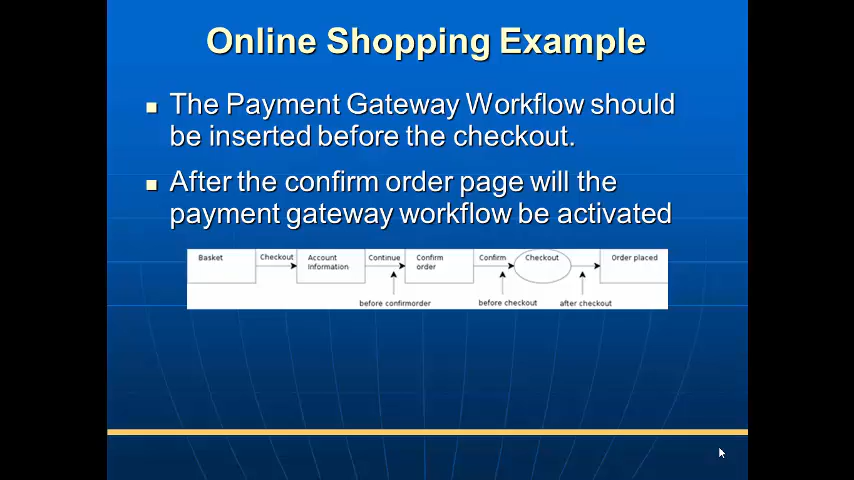 Online Shopping Example
The Payment Gateway Workflow should
be inserted before the checkout.
After the confirm order page will the
payment gateway workflow be activated
Basket Checkout Account Continue Confirm Confirm Checkout Order placed
Information order
before confirmorder before checkout after checkout